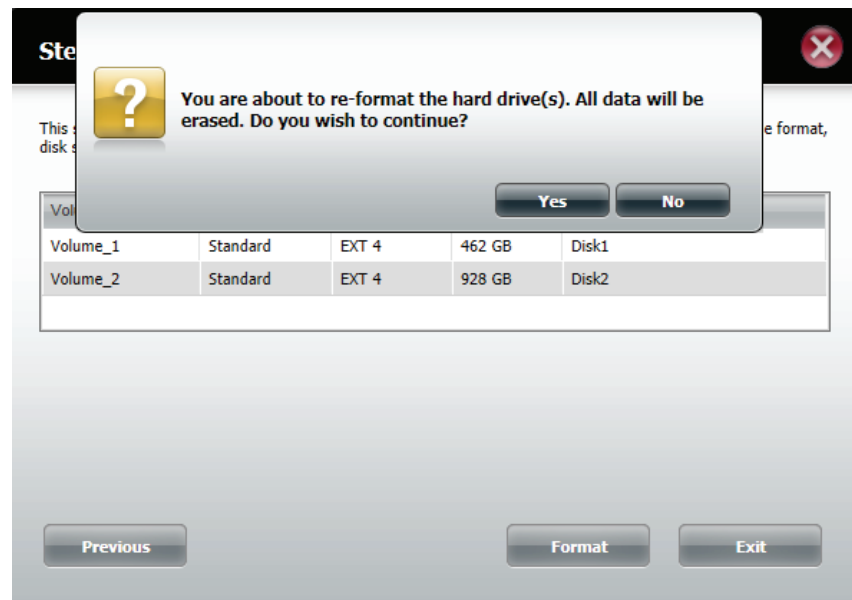 Ste
?
You are about to re-format the hard drive(s). All data will be
erased. Do you wish to continue?
This
e format,
disk s
Yes No
Vol
Volume_1 Standard EXT 4 462 GB Disk1
Volume_2 Standard EXT 4 928 GB Disk2
Previous Format Exit